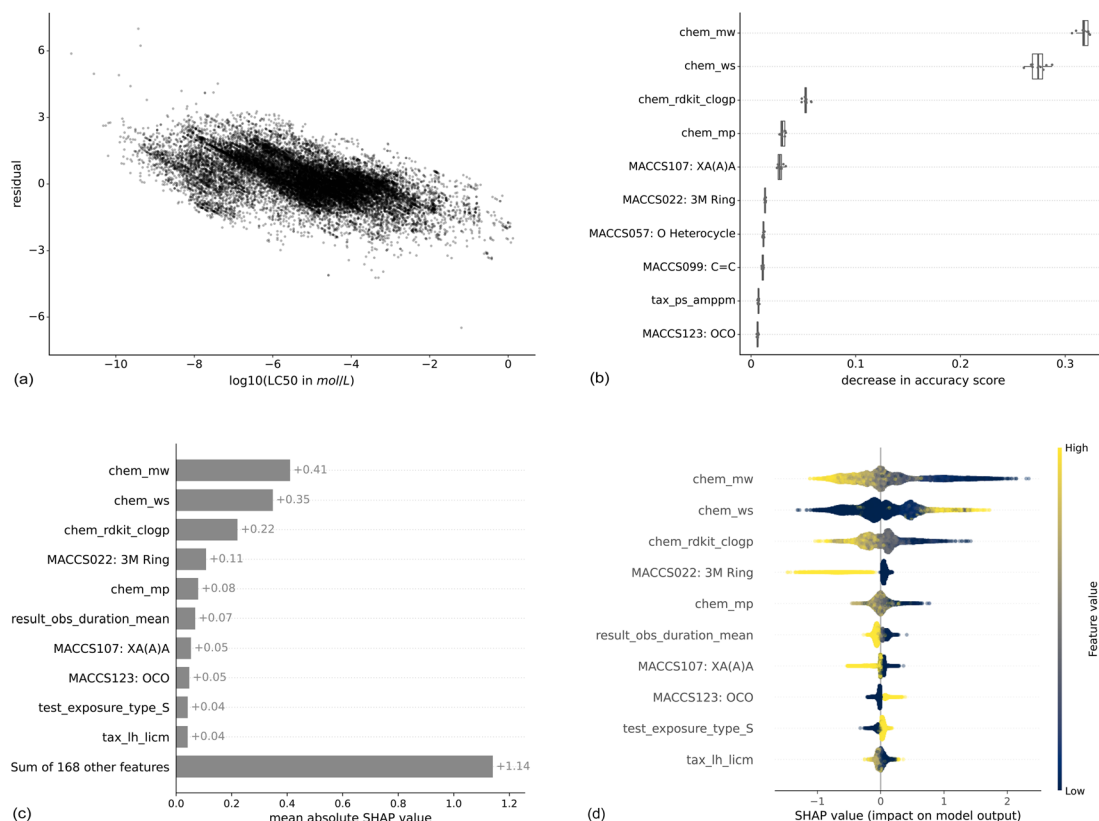 6
3
0
−3
−6
residual
−10
−8
−6
−4
−2
0
log10(LC50 in mol/L)
(a)
chem_mw
chem_ws
chem_rdkit_clogp
chem_mp
MACCS107: XA(A)A
MACCS022: 3M Ring
MACCS057: O Heterocycle
MACCS099: C=C
tax_ps_amppm
MACCS123: OCO
0
0.1
0.2
0.3
decrease in accuracy score
(b)
chem_mw
+0.41
chem_ws
+0.35
chem_rdkit_clogp
+0.22
MACCS022: 3M Ring
+0.11
chem_mp
+0.08
result_obs_duration_mean
+0.07
MACCS107: XA(A)A
+0.05
MACCS123: OCO
+0.05
test_exposure_type_S
+0.04
tax_lh_licm
+0.04
Sum of 168 other features
+1.14
0.0
0.2
0.4
0.6
0.8
1.0
1.2
mean absolute SHAP value
(c)
High
chem_mw
chem_ws
chem_rdkit_clogp
MACCS022: 3M Ring
chem_mp
result_obs_duration_mean
MACCS107: XA(A)A
MACCS123: OCO
test_exposure_type_S
tax_lh_licm
Feature value
Low
−1
0
1
2
SHAP value (impact on model output)
(d)